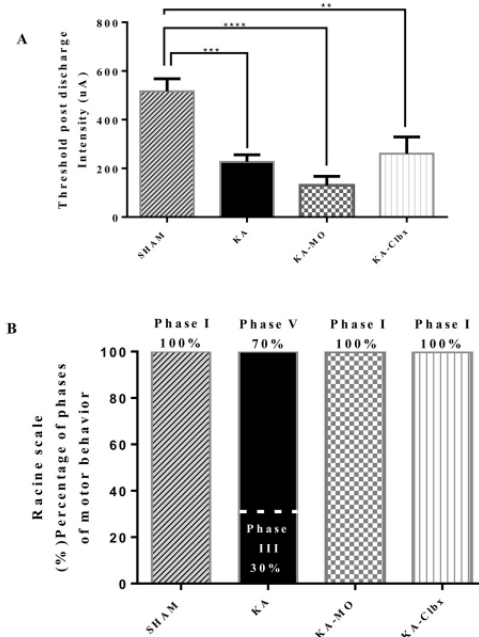 A
**
****
***
Threshold post discharge
Intensity (uA)
800
600
400
200
0
SHAM
KA
KA-MO
KA-Clbx
B
Phase I
100%
Phase V
70%
Phase I
100%
Phase I
100%
Racine scale
(%)Percentage of phases
of motor behavior
100
80
60
40
20
0
Phase
III
30%
SHAM
KA
KA-MO
KA-Clbx